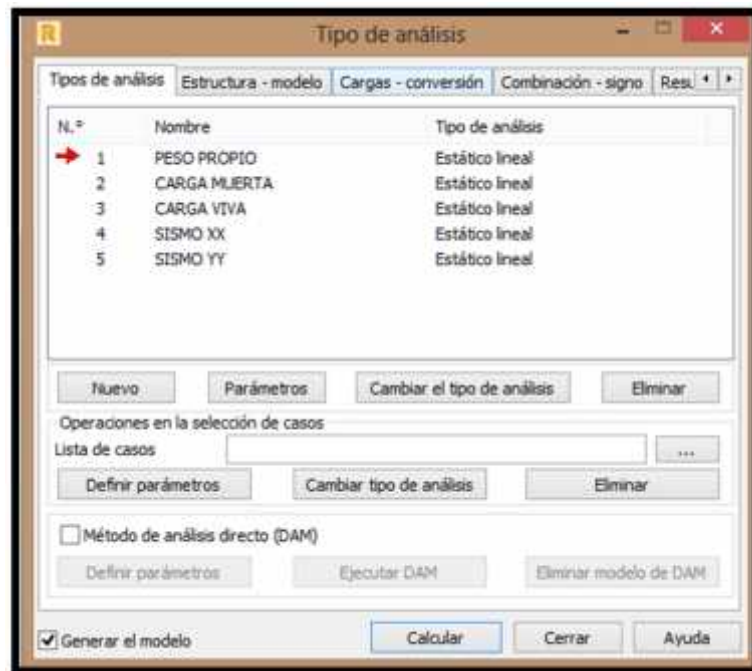 R
Tipo de análisis
Tipos de análisis Estructura - modelo Cargas - conversión Combinación - signo Resu
N.º Nombre Tipo de análisis
1 PESO PROPIO Estático lineal
2 CARGA MUERTA Estático lineal
3 CARGA VIVA Estático lineal
4 SISMO XX Estático lineal
5 SISMO YY Estático lineal
Nuevo Parámetros Cambiar el tipo de análisis Eliminar
Operaciones en la selección de casos
Lista de casos ...
Definir parámetros Cambiar tipo de análisis Eliminar
Método de análisis directo (DAM)
Definir parámetros Ejecutar DAM Eliminar modelo de DAM
Generar el modelo Calcular Cerrar Ayuda